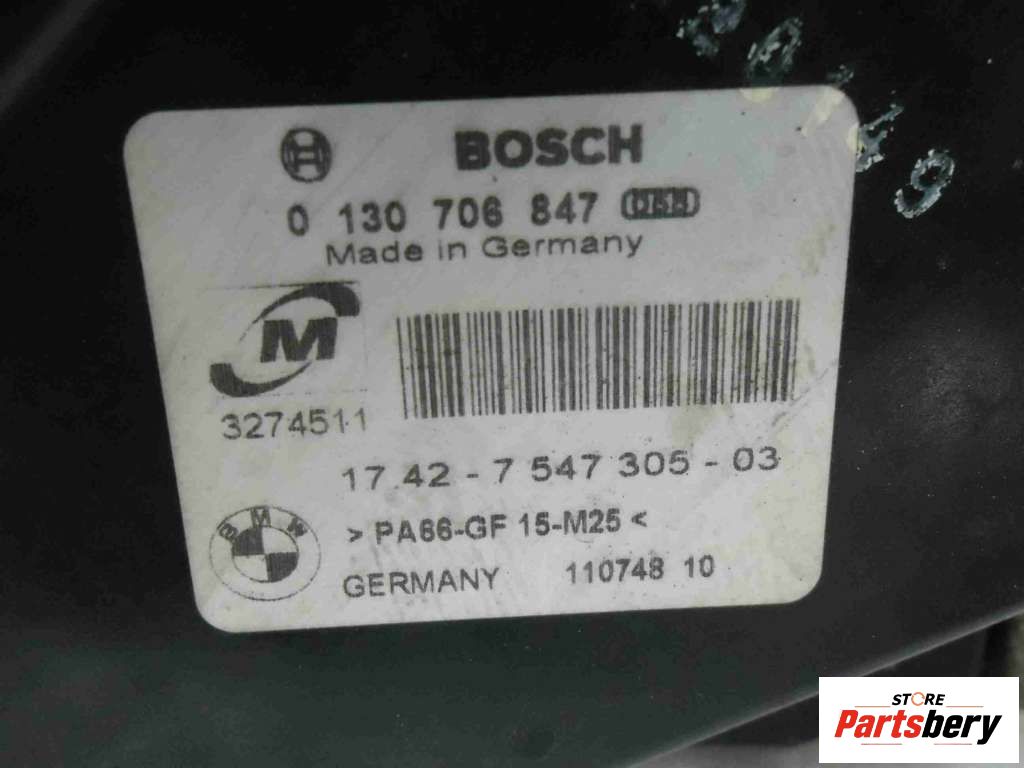 BOSCH
0 130 706 847
Made in Germany
M
3274511
17 42 - 7 547 305 - 03
BMW
> PA66-GF 15-M25 <
GERMANY 110748 10
STORE
Partsbery